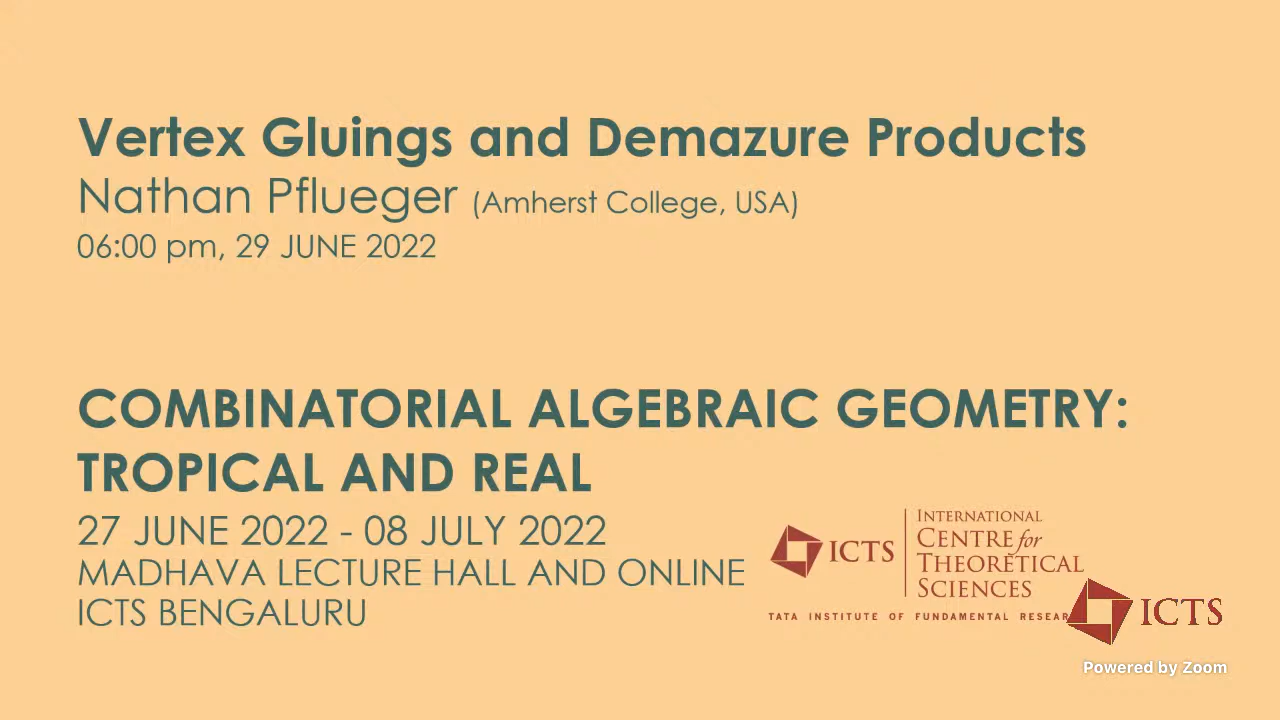 Vertex Gluings and Demazure Products
Nathan Pflueger (Amherst College, USA)
06:00 pm, 29 JUNE 2022
COMBINATORIAL ALGEBRAIC GEOMETRY:
TROPICAL AND REAL
27 JUNE 2022 - 08 JULY 2022
MADHAVA LECTURE HALL AND ONLINE
ICTS BENGALURU
ICTS
INTERNATIONAL
CENTRE for
THEORETICAL
SCIENCES
TATA INSTITUTE OF FUNDAMENTAL RESEAR
ICTS
Powered by Zoom